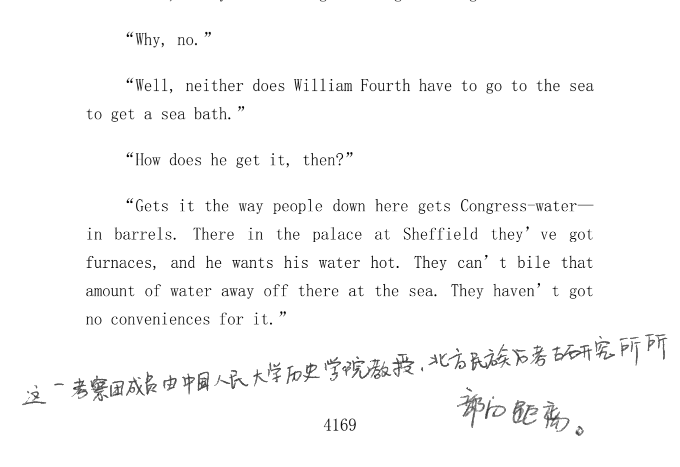 “Why, no.”
“Well, neither does William Fourth have to go to the sea
to get a sea bath.”
“How does he get it, then?”
“Gets it the way people down here gets Congress-water—
in barrels. There in the palace at Sheffield they’ve got
furnaces, and he wants his water hot. They can’t bile that
amount of water away off there at the sea. They haven’t got
no conveniences for it.”
这一考察团成员由中国人民大学历史学院教授、北方民族与考古研究所所
部门距离。
4169